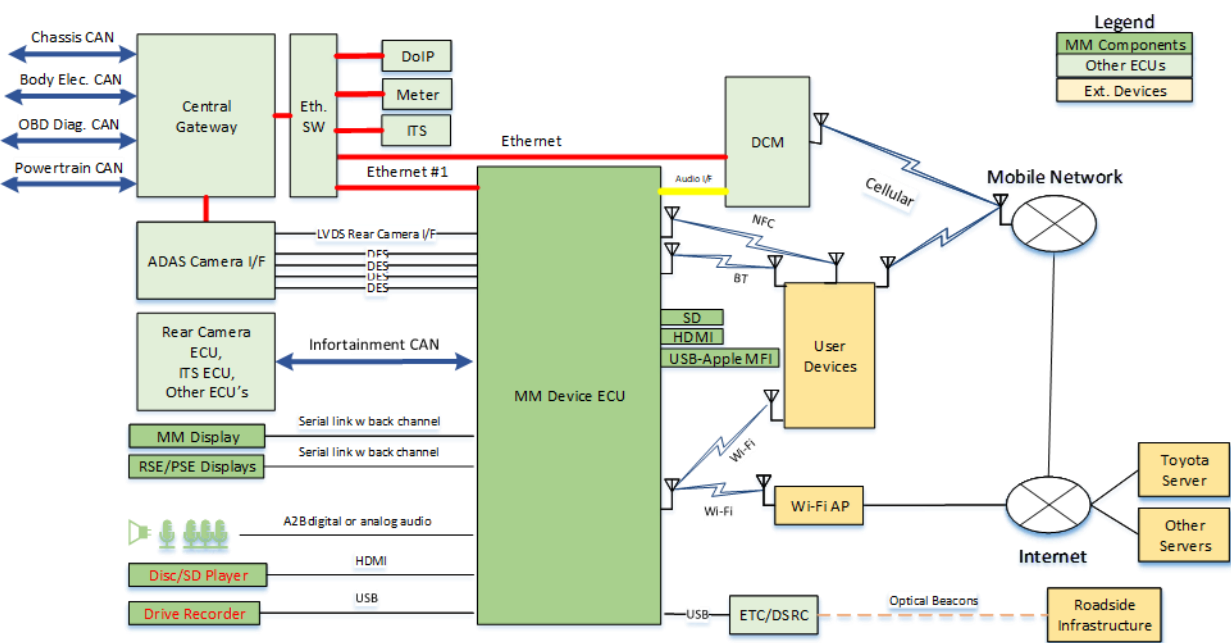 Legend
MM Components
Other ECUs
Ext. Devices
Chassis CAN
Body Elec. CAN
OBD Diag. CAN
Powertrain CAN
Central
Gateway
Eth.
SW
DoIP
Meter
ITS
Ethernet
Ethernet #1
DCM
Audio I/F
Cellular
Mobile Network
NFC
BT
ADAS Camera I/F
LVDS Rear Camera I/F
DES
DES
DES
DES
Rear Camera
ECU,
ITS ECU,
Other ECU's
Infortainment CAN
MM Device ECU
SD
HDMI
USB-Apple MFI
User
Devices
MM Display
Serial link w back channel
RSE/PSE Displays
Serial link w back channel
Wi-Fi
Wi-Fi
Wi-Fi AP
Internet
Toyota
Server
Other
Servers
A2B digital or analog audio
Disc/SD Player
HDMI
Drive Recorder
USB
USB
ETC/DSRC
Optical Beacons
Roadside
Infrastructure